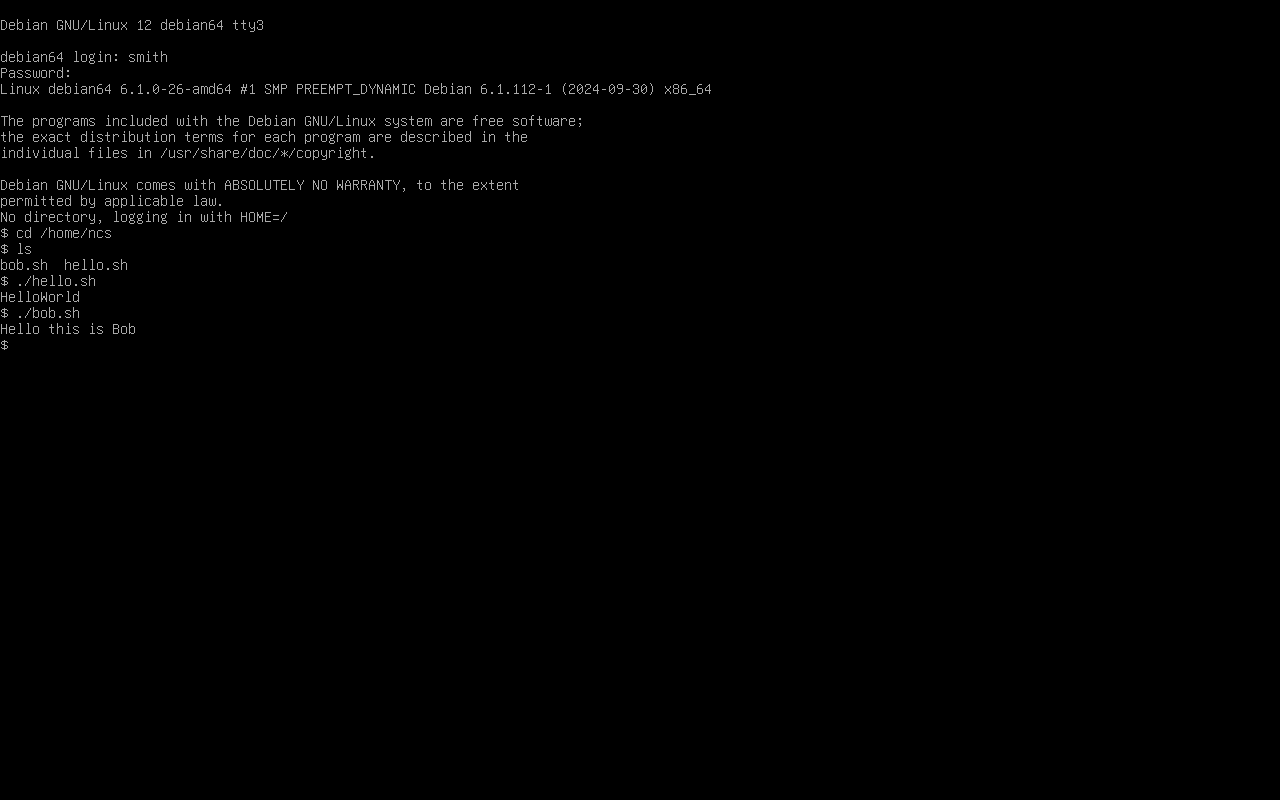 Debian GNU/Linux 12 debian64 tty3
debian64 login: smith
Password:
Linux debian64 6.1.0-26-amd64 #1 SMP PREEMPT_DYNAMIC Debian 6.1.112-1 (2024-09-30) x86_64
The programs included with the Debian GNU/Linux system are free software;
the exact distribution terms for each program are described in the
individual files in /usr/share/doc/*/copyright.
Debian GNU/Linux comes with ABSOLUTELY NO WARRANTY, to the extent
permitted by applicable law.
No directory, logging in with HOME=/
$ cd /home/ncs
$ ls
bob.sh  hello.sh
$ ./hello.sh
HelloWorld
$ ./bob.sh
Hello this is Bob
$